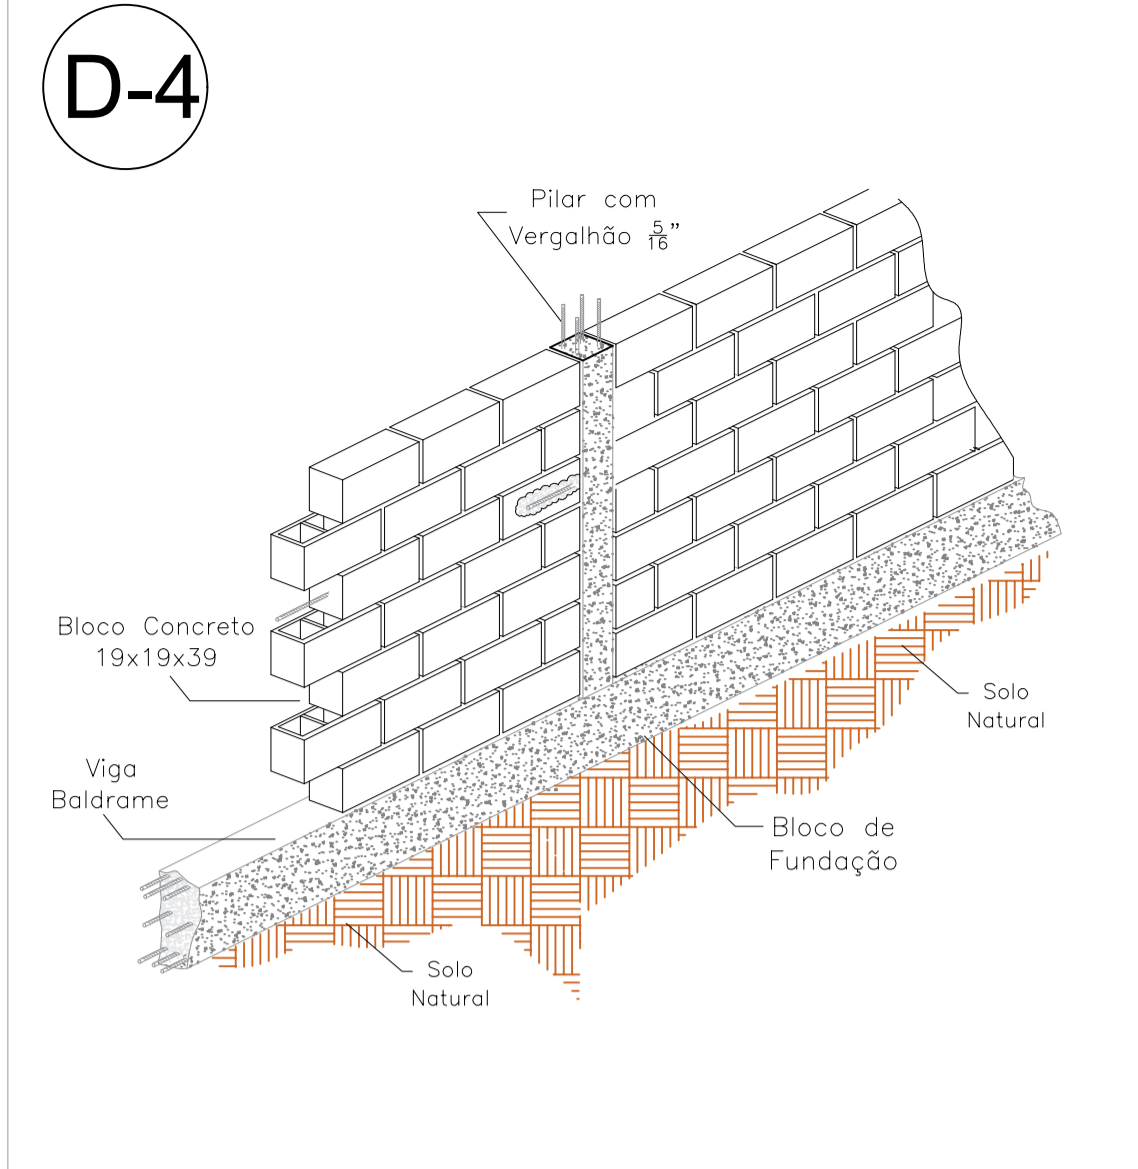 D-4
Pilar com
Vergalhão 5/16"
Bloco Concreto
19x19x39
Solo
Natural
Viga
Baldrame
Bloco de
Fundação
Solo
Natural